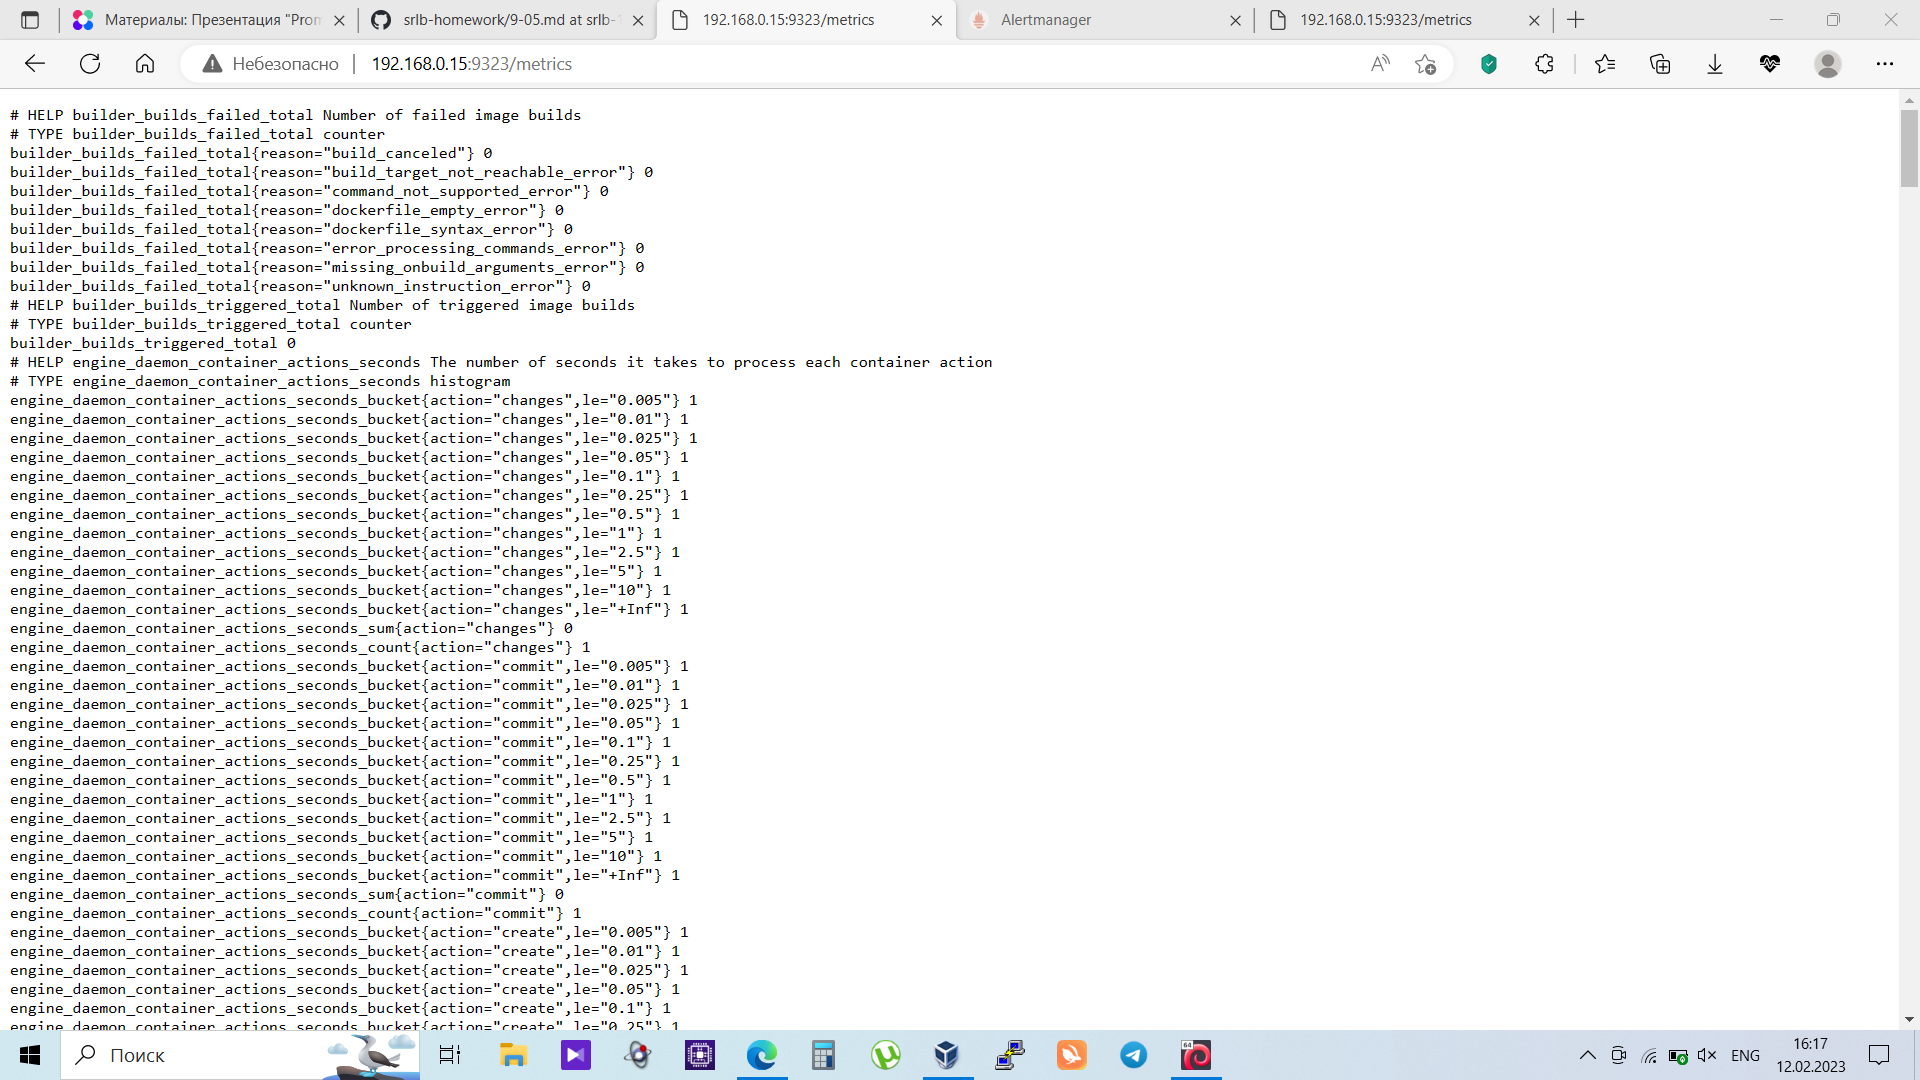 Материалы: Презентация "Pron
srlb-homework/9-05.md at srlb-
192.168.0.15:9323/metrics
Alertmanager
192.168.0.15:9323/metrics
Небезопасно
192.168.0.15:9323/metrics
# HELP builder_builds_failed_total Number of failed image builds
# TYPE builder_builds_failed_total counter
builder_builds_failed_total{reason="build_canceled"} 0
builder_builds_failed_total{reason="build_target_not_reachable_error"} 0
builder_builds_failed_total{reason="command_not_supported_error"} 0
builder_builds_failed_total{reason="dockerfile_empty_error"} 0
builder_builds_failed_total{reason="dockerfile_syntax_error"} 0
builder_builds_failed_total{reason="error_processing_commands_error"} 0
builder_builds_failed_total{reason="missing_onbuild_arguments_error"} 0
builder_builds_failed_total{reason="unknown_instruction_error"} 0
# HELP builder_builds_triggered_total Number of triggered image builds
# TYPE builder_builds_triggered_total counter
builder_builds_triggered_total 0
# HELP engine_daemon_container_actions_seconds The number of seconds it takes to process each container action
# TYPE engine_daemon_container_actions_seconds histogram
engine_daemon_container_actions_seconds_bucket{action="changes",le="0.005"} 1
engine_daemon_container_actions_seconds_bucket{action="changes",le="0.01"} 1
engine_daemon_container_actions_seconds_bucket{action="changes",le="0.025"} 1
engine_daemon_container_actions_seconds_bucket{action="changes",le="0.05"} 1
engine_daemon_container_actions_seconds_bucket{action="changes",le="0.1"} 1
engine_daemon_container_actions_seconds_bucket{action="changes",le="0.25"} 1
engine_daemon_container_actions_seconds_bucket{action="changes",le="0.5"} 1
engine_daemon_container_actions_seconds_bucket{action="changes",le="1"} 1
engine_daemon_container_actions_seconds_bucket{action="changes",le="2.5"} 1
engine_daemon_container_actions_seconds_bucket{action="changes",le="5"} 1
engine_daemon_container_actions_seconds_bucket{action="changes",le="10"} 1
engine_daemon_container_actions_seconds_bucket{action="changes",le="+Inf"} 1
engine_daemon_container_actions_seconds_sum{action="changes"} 0
engine_daemon_container_actions_seconds_count{action="changes"} 1
engine_daemon_container_actions_seconds_bucket{action="commit",le="0.005"} 1
engine_daemon_container_actions_seconds_bucket{action="commit",le="0.01"} 1
engine_daemon_container_actions_seconds_bucket{action="commit",le="0.025"} 1
engine_daemon_container_actions_seconds_bucket{action="commit",le="0.05"} 1
engine_daemon_container_actions_seconds_bucket{action="commit",le="0.1"} 1
engine_daemon_container_actions_seconds_bucket{action="commit",le="0.25"} 1
engine_daemon_container_actions_seconds_bucket{action="commit",le="0.5"} 1
engine_daemon_container_actions_seconds_bucket{action="commit",le="1"} 1
engine_daemon_container_actions_seconds_bucket{action="commit",le="2.5"} 1
engine_daemon_container_actions_seconds_bucket{action="commit",le="5"} 1
engine_daemon_container_actions_seconds_bucket{action="commit",le="10"} 1
engine_daemon_container_actions_seconds_bucket{action="commit",le="+Inf"} 1
engine_daemon_container_actions_seconds_sum{action="commit"} 0
engine_daemon_container_actions_seconds_count{action="commit"} 1
engine_daemon_container_actions_seconds_bucket{action="create",le="0.005"} 1
engine_daemon_container_actions_seconds_bucket{action="create",le="0.01"} 1
engine_daemon_container_actions_seconds_bucket{action="create",le="0.025"} 1
engine_daemon_container_actions_seconds_bucket{action="create",le="0.05"} 1
engine_daemon_container_actions_seconds_bucket{action="create",le="0.1"} 1
engine_daemon_container_actions_seconds_bucket{action="create",le="0.25"} 1
Поиск
64
ENG
16:17
12.02.2023